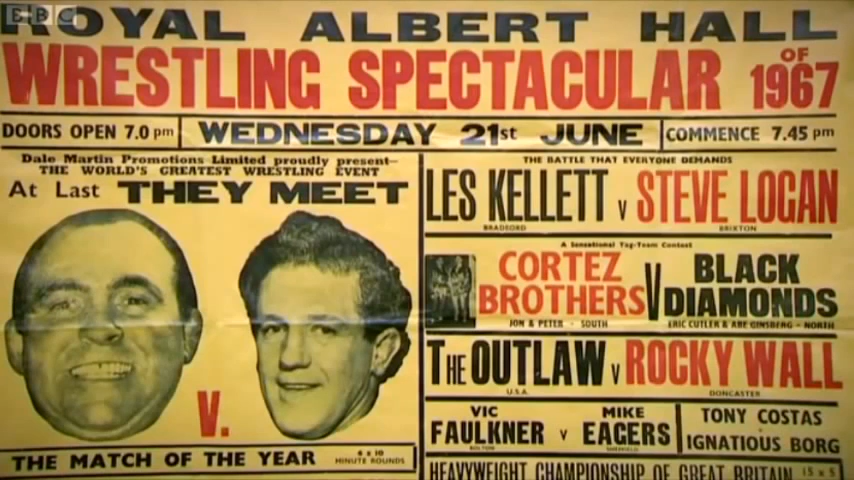 BBC
ROYAL ALBERT HALL
WRESTLING SPECTACULAR OF 1967
DOORS OPEN 7.0 pm
WEDNESDAY 21st JUNE
COMMENCE 7.45 pm
Dale Martin Promotions Limited proudly present—
THE WORLD'S GREATEST WRESTLING EVENT
At Last THEY MEET
V.
THE MATCH OF THE YEAR
6 x 10
MINUTE ROUNDS
THE BATTLE THAT EVERYONE DEMANDS
LES KELLETT v STEVE LOGAN
BRADFORD
BRIXTON
A Sensational Tag-Team Contest
CORTEZ BROTHERS
JON & PETER - SOUTH
V
BLACK DIAMONDS
ERIC CUTLER & ABE GINSBERG - NORTH
THE OUTLAW v ROCKY WALL
U.S.A.
DONCASTER
VIC FAULKNER
BOLTON
v
MIKE EAGERS
SHEFFIELD
TONY COSTAS
IGNATIOUS BORG
HEAVYWEIGHT CHAMPIONSHIP OF GREAT BRITAIN 15 x 5